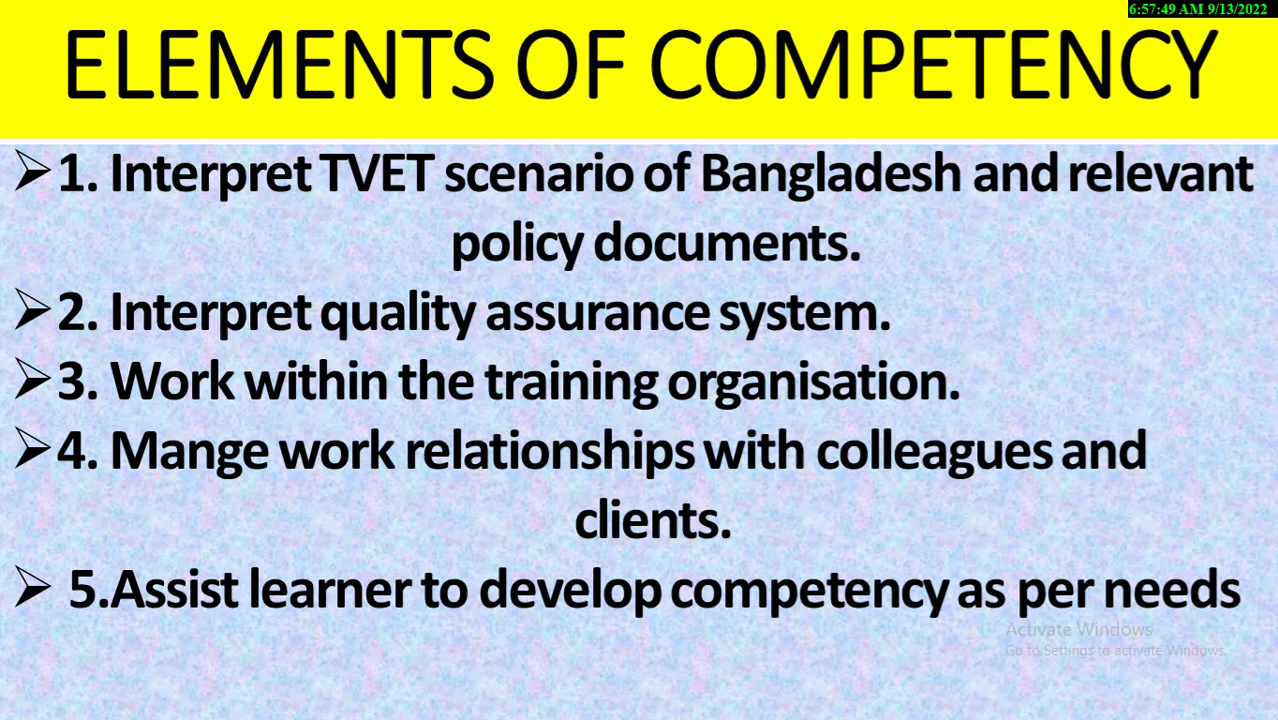 6:57:49 AM 9/13/2022
ELEMENTS OF COMPETENCY
➢1. Interpret TVET scenario of Bangladesh and relevant
policy documents.
➢2. Interpret quality assurance system.
➢3. Work within the training organisation.
➢4. Mange work relationships with colleagues and
clients.
➢ 5.Assist learner to develop competency as per needs
Activate Windows
Go to Settings to activate Windows.